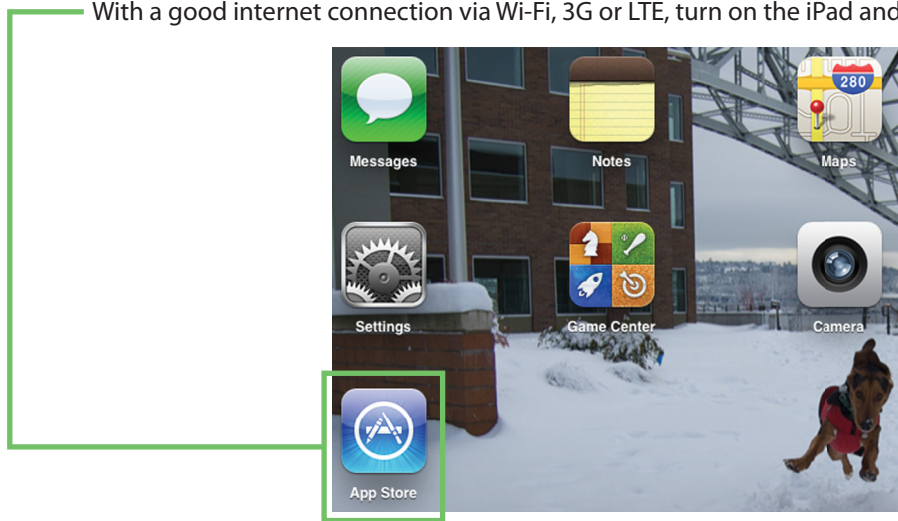 With a good internet connection via Wi-Fi, 3G or LTE, turn on the iPad and
280
Messages
Notes
Maps
Settings
Game Center
Camera
App Store